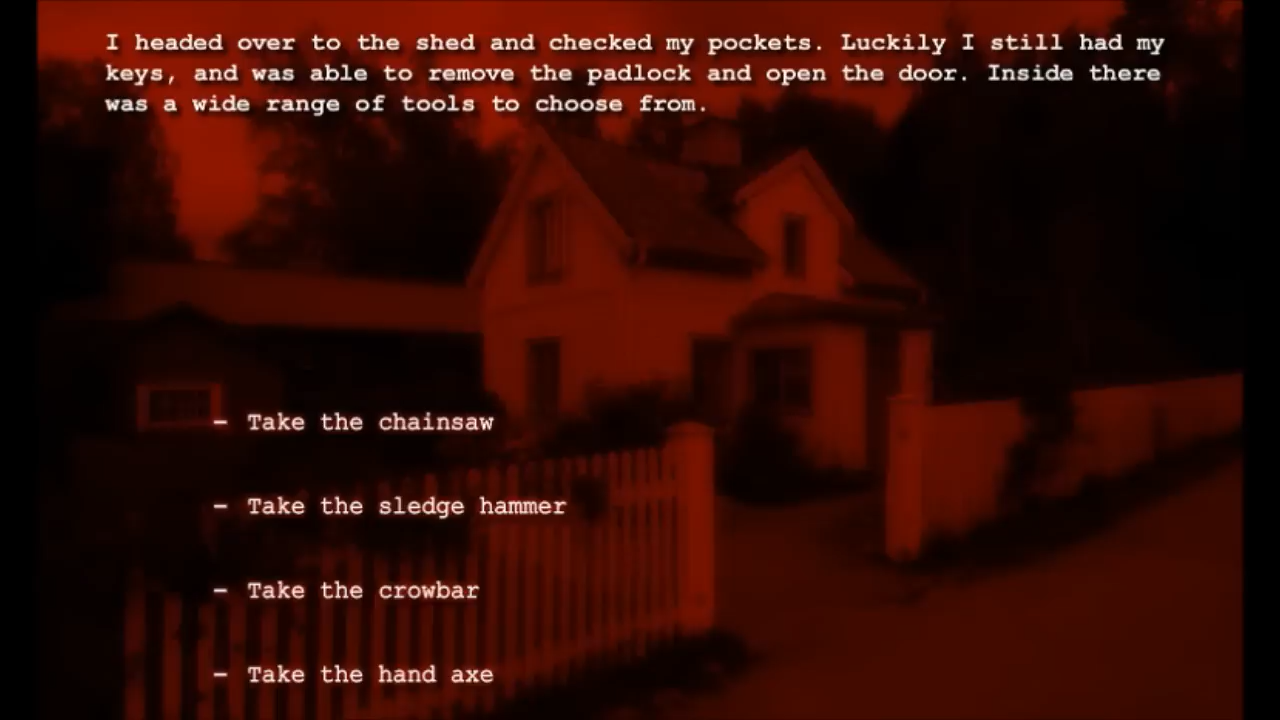 I headed over to the shed and checked my pockets. Luckily I still had my
keys, and was able to remove the padlock and open the door. Inside there
was a wide range of tools to choose from.
- Take the chainsaw
- Take the sledge hammer
- Take the crowbar
- Take the hand axe